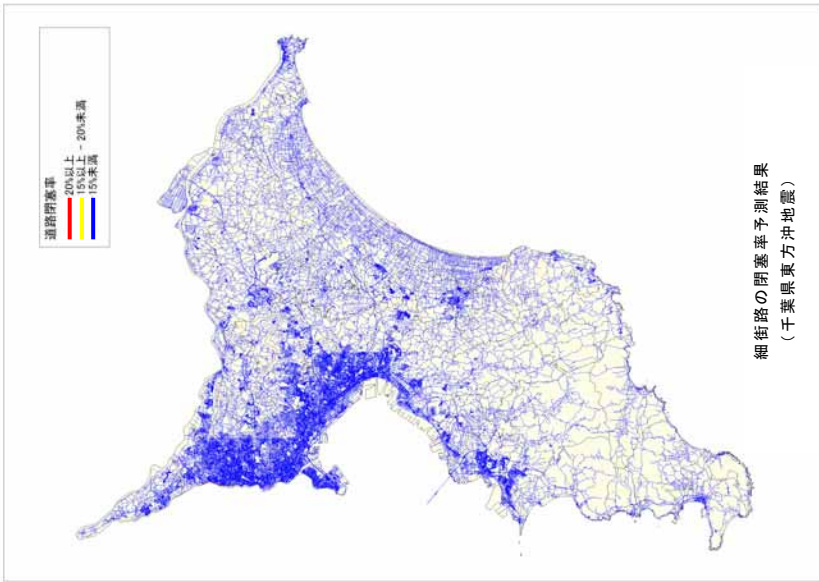 道路閉塞率
20%以上
15%以上 - 20%未満
15%未満
細街路の閉塞率予測結果
（千葉県東方沖地震）